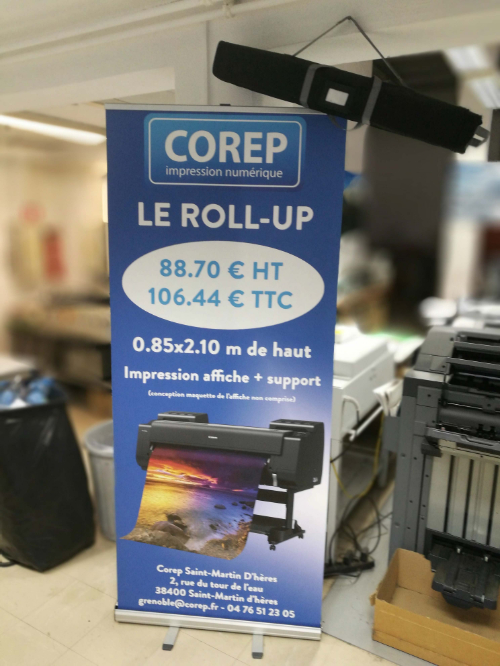 COREP
impression numérique
LE ROLL-UP
88.70 € HT
106.44 € TTC
0.85x2.10 m de haut
Impression affiche + support
(conception maquette de l'affiche non comprise)
Corep Saint-Martin D'hères
2, rue du tour de l'eau
38400 Saint-Martin d'hères
grenoble@corep.fr - 04 76 51 23 05